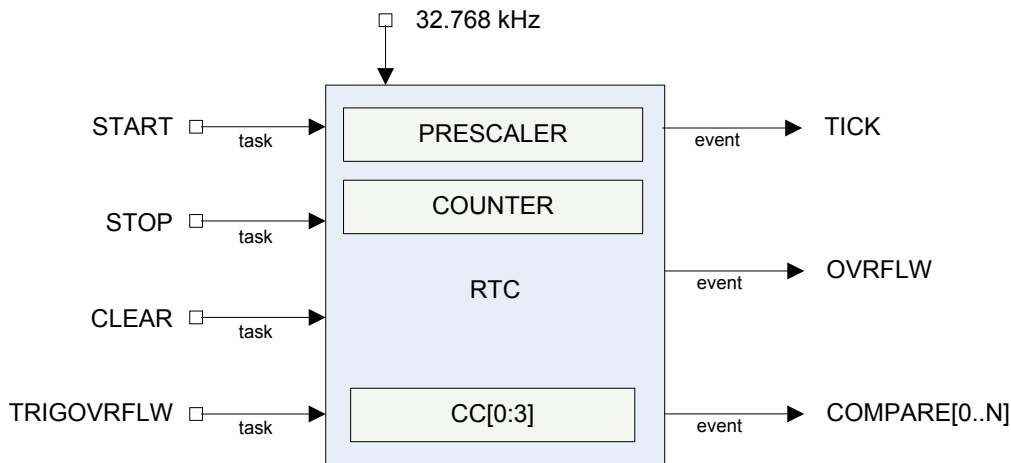 32.768 kHz
START
task
PRESCALER
event
TICK
STOP
task
COUNTER
RTC
event
OVRFLW
CLEAR
task
TRIGOVRFLW
task
CC[0:3]
event
COMPARE[0..N]